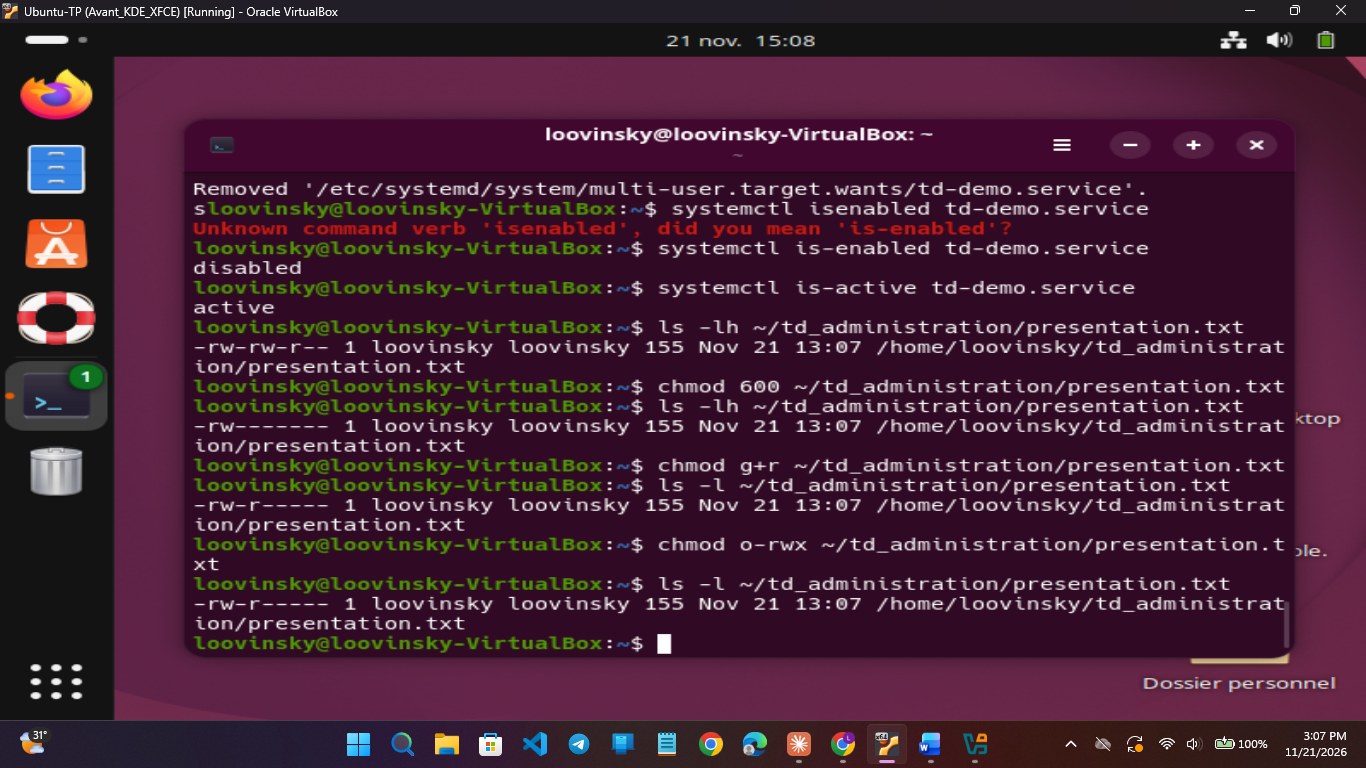 Ubuntu-TP (Avant_KDE_XFCE) [Running] - Oracle VirtualBox
21 nov. 15:08
loovinsky@loovinsky-VirtualBox: ~
~
Removed '/etc/systemd/system/multi-user.target.wants/td-demo.service'.
sloovinsky@loovinsky-VirtualBox:~$ systemctl isenabled td-demo.service
Unknown command verb 'isenabled', did you mean 'is-enabled'?
loovinsky@loovinsky-VirtualBox:~$ systemctl is-enabled td-demo.service
disabled
loovinsky@loovinsky-VirtualBox:~$ systemctl is-active td-demo.service
active
loovinsky@loovinsky-VirtualBox:~$ ls -lh ~/td_administration/presentation.txt
-rw-rw-r-- 1 loovinsky loovinsky 155 Nov 21 13:07 /home/loovinsky/td_administrat
ion/presentation.txt
loovinsky@loovinsky-VirtualBox:~$ chmod 600 ~/td_administration/presentation.txt
loovinsky@loovinsky-VirtualBox:~$ ls -lh ~/td_administration/presentation.txt
-rw------- 1 loovinsky loovinsky 155 Nov 21 13:07 /home/loovinsky/td_administrat
ion/presentation.txt
loovinsky@loovinsky-VirtualBox:~$ chmod g+r ~/td_administration/presentation.txt
loovinsky@loovinsky-VirtualBox:~$ ls -l ~/td_administration/presentation.txt
-rw-r----- 1 loovinsky loovinsky 155 Nov 21 13:07 /home/loovinsky/td_administrat
ion/presentation.txt
loovinsky@loovinsky-VirtualBox:~$ chmod o-rwx ~/td_administration/presentation.t
xt
loovinsky@loovinsky-VirtualBox:~$ ls -l ~/td_administration/presentation.txt
-rw-r----- 1 loovinsky loovinsky 155 Nov 21 13:07 /home/loovinsky/td_administrat
ion/presentation.txt
loovinsky@loovinsky-VirtualBox:~$
1
ktop
ole.
Dossier personnel
31°
100%
3:07 PM
11/21/2026